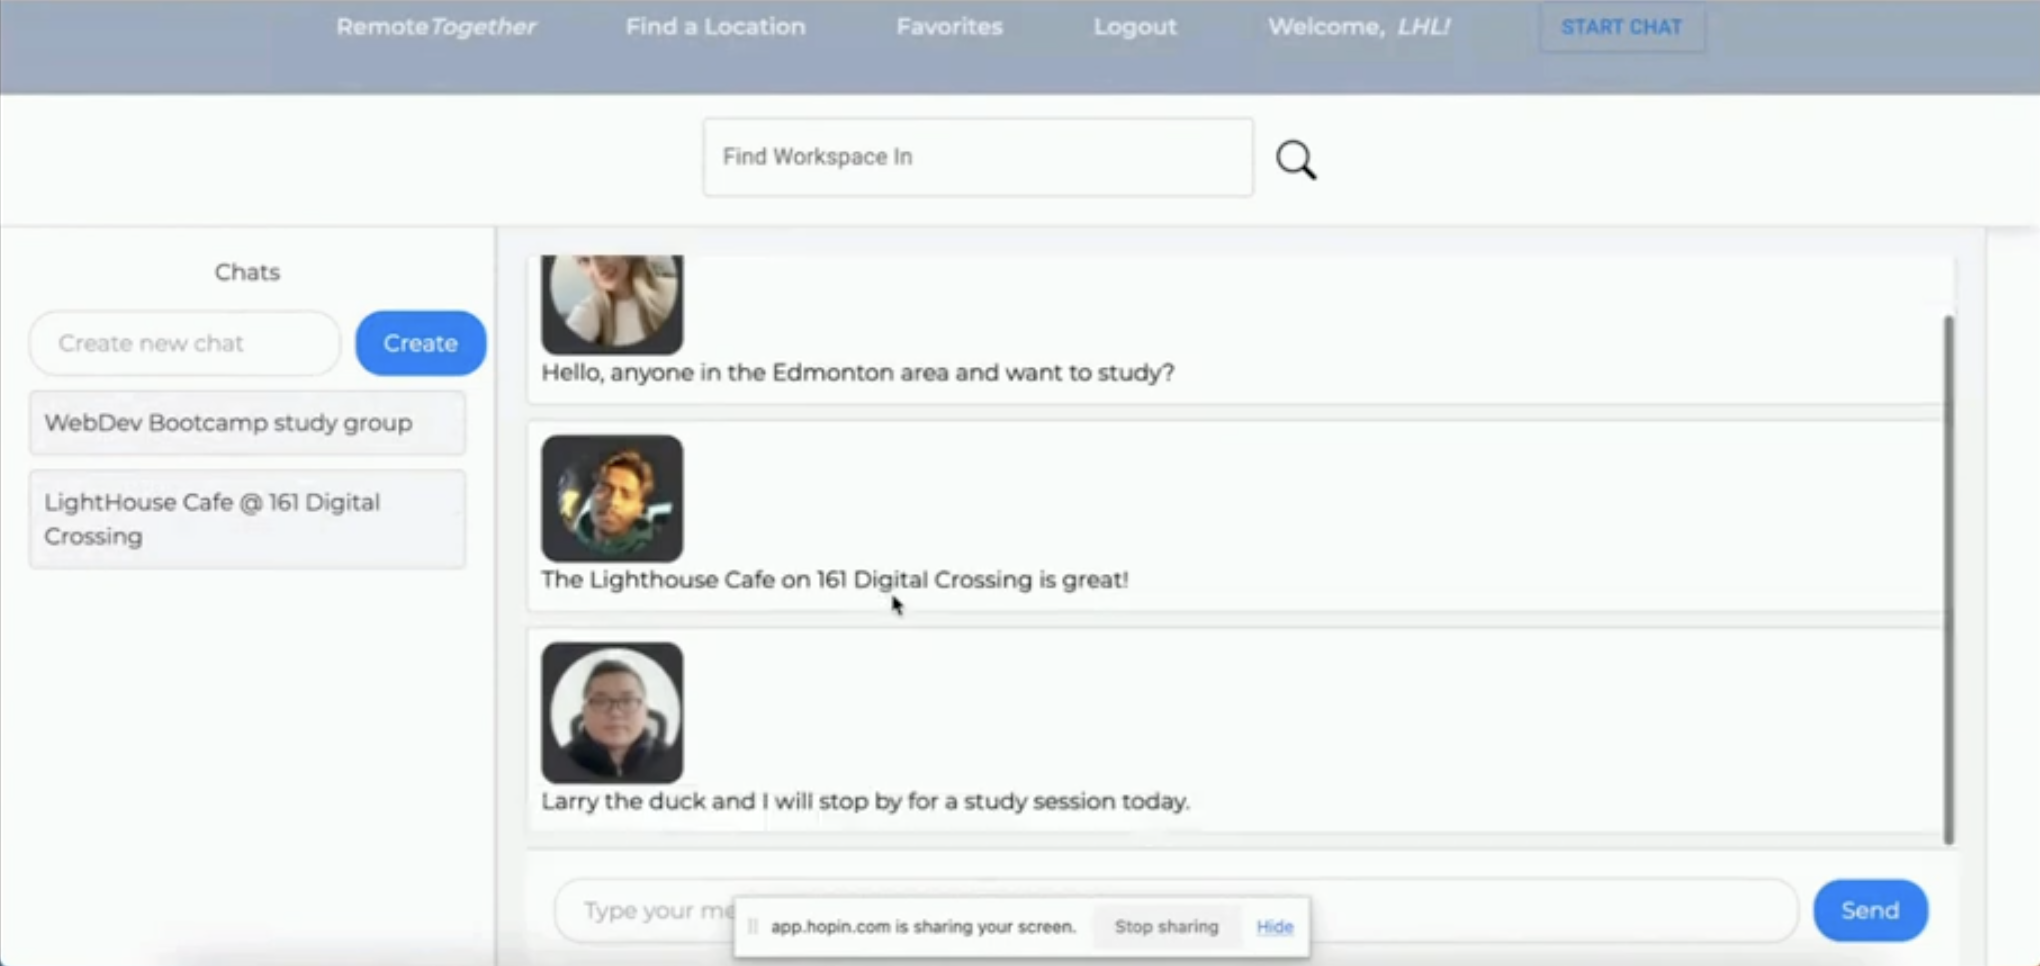 RemoteTogether Find a Location Favorites Logout Welcome, LHL! START CHAT
Find Workspace In
Chats
Create new chat Create
WebDev Bootcamp study group
LightHouse Cafe @ 161 Digital
Crossing
Hello, anyone in the Edmonton area and want to study?
The Lighthouse Cafe on 161 Digital Crossing is great!
Larry the duck and I will stop by for a study session today.
Type your me
Send
app.hopin.com is sharing your screen. Stop sharing Hide